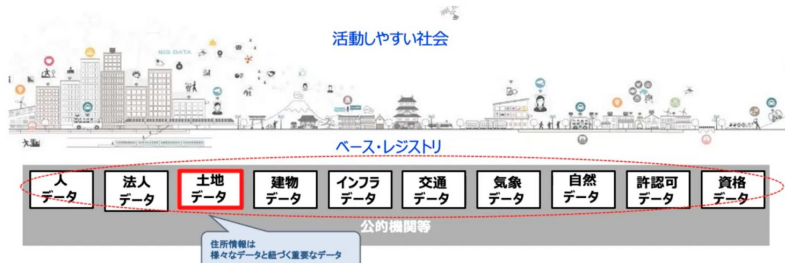 活動しやすい社会
BIG DATA
ベース・レジストリ
人
データ
法人
データ
土地
データ
建物
データ
インフラ
データ
交通
データ
気象
データ
自然
データ
許認可
データ
資格
データ
公的機関等
住所情報は
様々なデータと紐づく重要なデータ